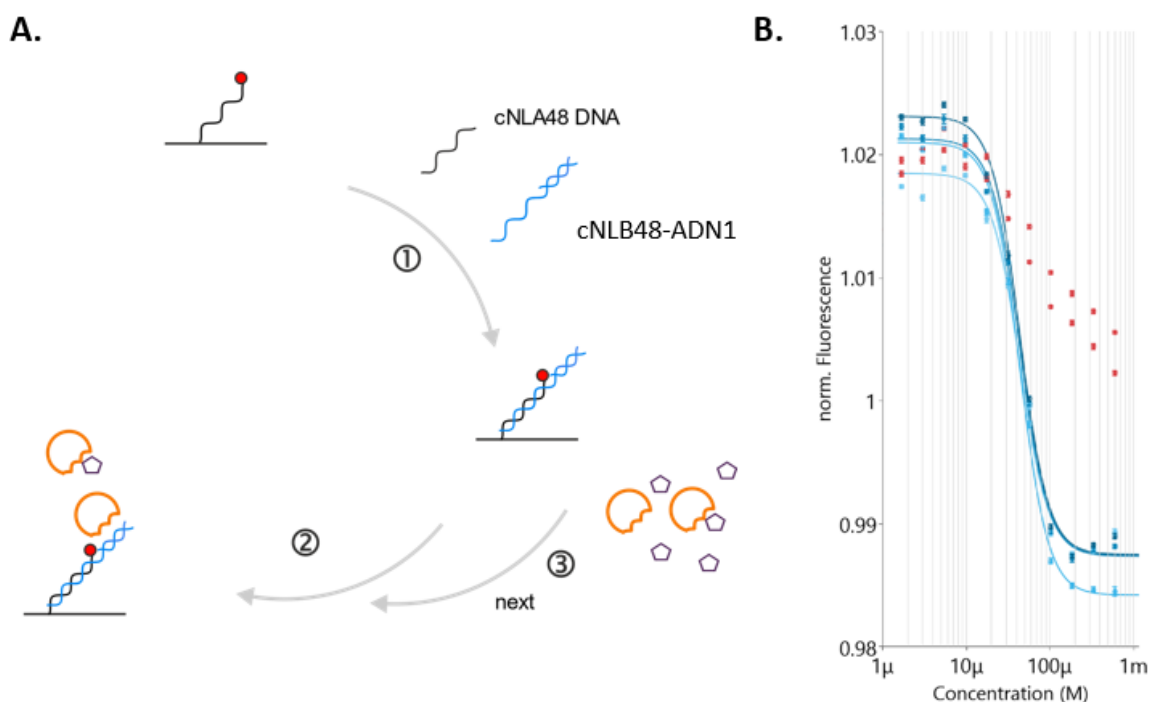 A.
cNLA48 DNA
cNLB48-ADN1
①
②
③
next
B.
norm. Fluorescence
1.03
1.02
1.01
1
0.99
0.98
1µ
10µ
100µ
1m
Concentration (M)